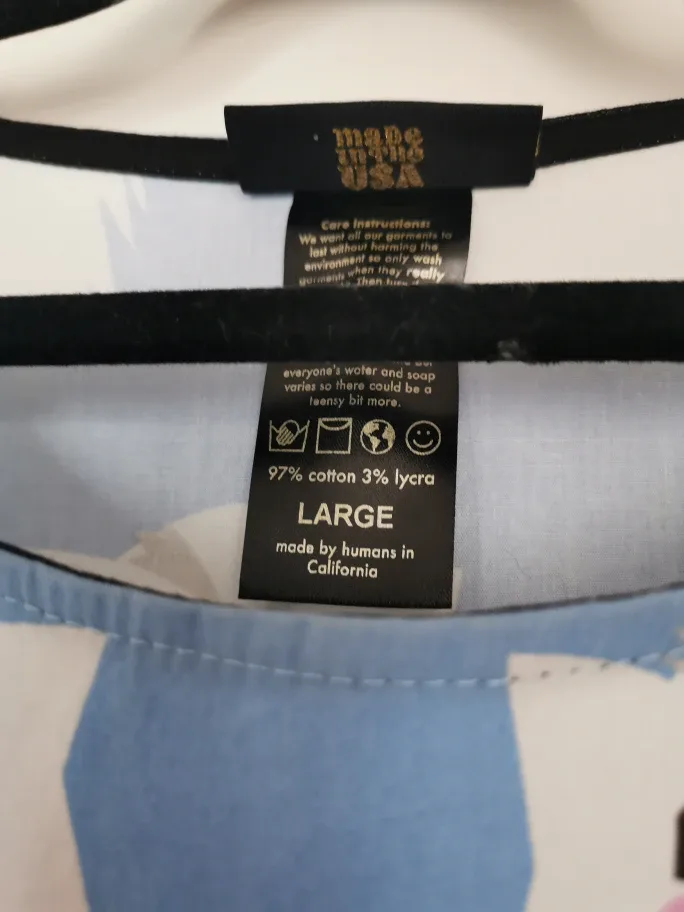 made
in the
USA
Care Instructions:
We want all our garments to
last without harming the
environment so only wash
garments when they really
Then turn
everyone's water and soap
varies so there could be a
teensy bit more.
97% cotton 3% lycra
LARGE
made by humans in
California